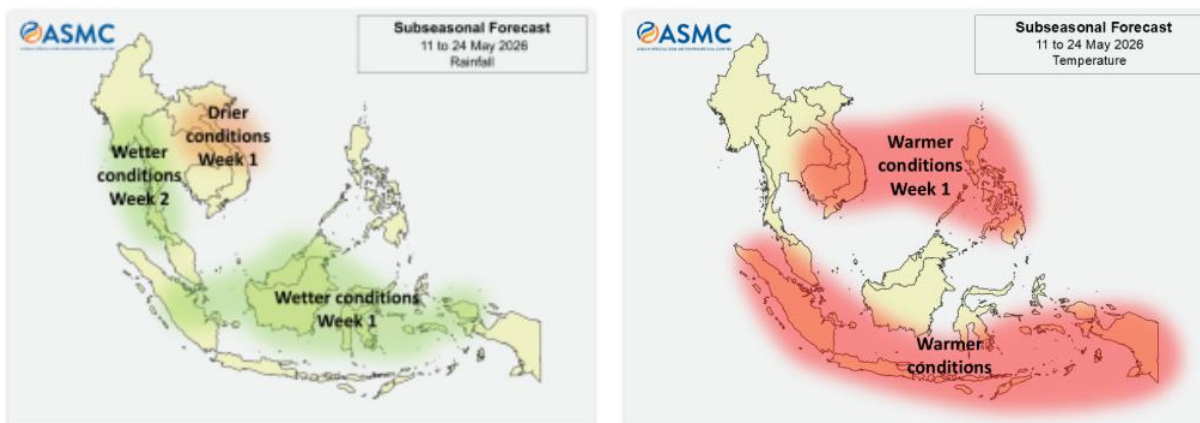 ASMC
Subseasonal Forecast
11 to 24 May 2026
Rainfall
Drier
conditions
Week 1
Wetter
conditions
Week 2
Wetter conditions
Week 1
ASMC
Subseasonal Forecast
11 to 24 May 2026
Temperature
Warmer
conditions
Week 1
Warmer
conditions